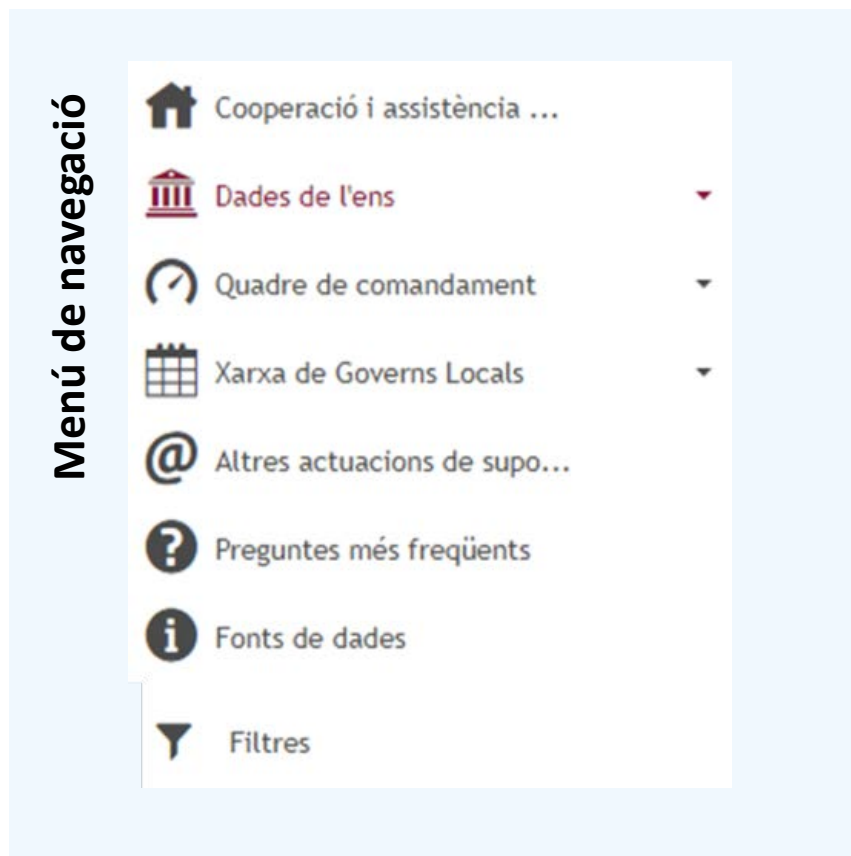 Menú de navegació
Cooperació i assistència ...
Dades de l'ens
Quadre de comandament
Xarxa de Governs Locals
Altres actuacions de supo...
Preguntes més freqüents
Fonts de dades
Filtres